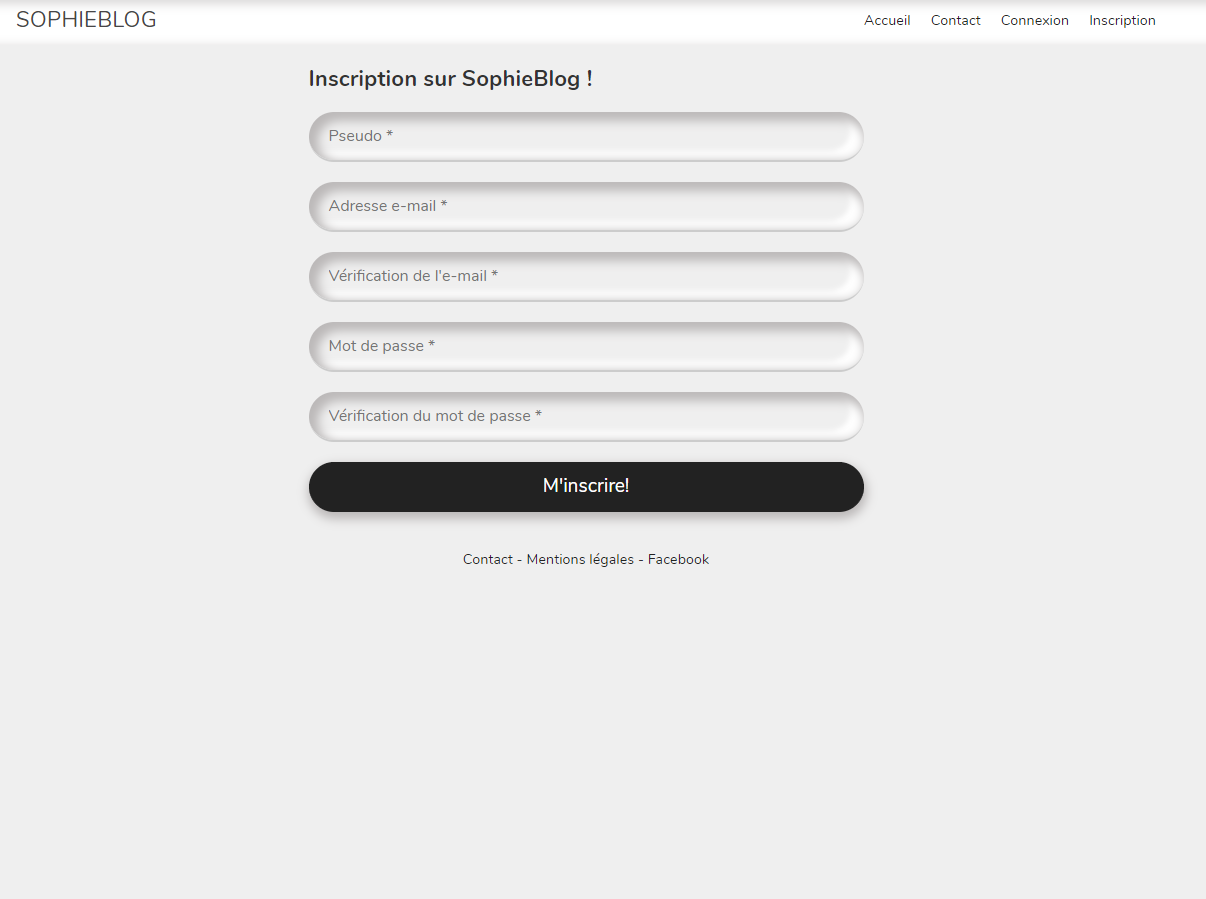 SOPHIEBLOG
Accueil Contact Connexion Inscription
Inscription sur SophieBlog !
Pseudo *
Adresse e-mail *
Vérification de l'e-mail *
Mot de passe *
Vérification du mot de passe *
M'inscrire!
Contact - Mentions légales - Facebook